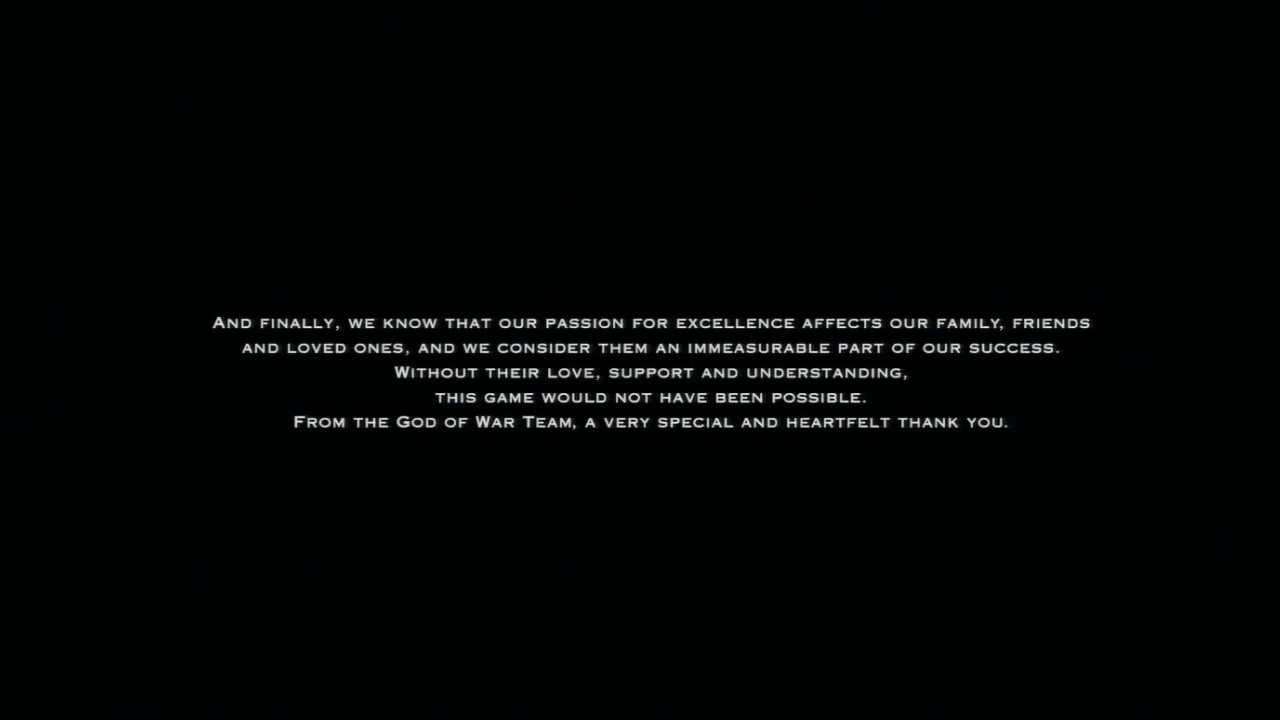 And finally, we know that our passion for excellence affects our family, friends
and loved ones, and we consider them an immeasurable part of our success.
Without their love, support and understanding,
this game would not have been possible.
From the God of War Team, a very special and heartfelt thank you.